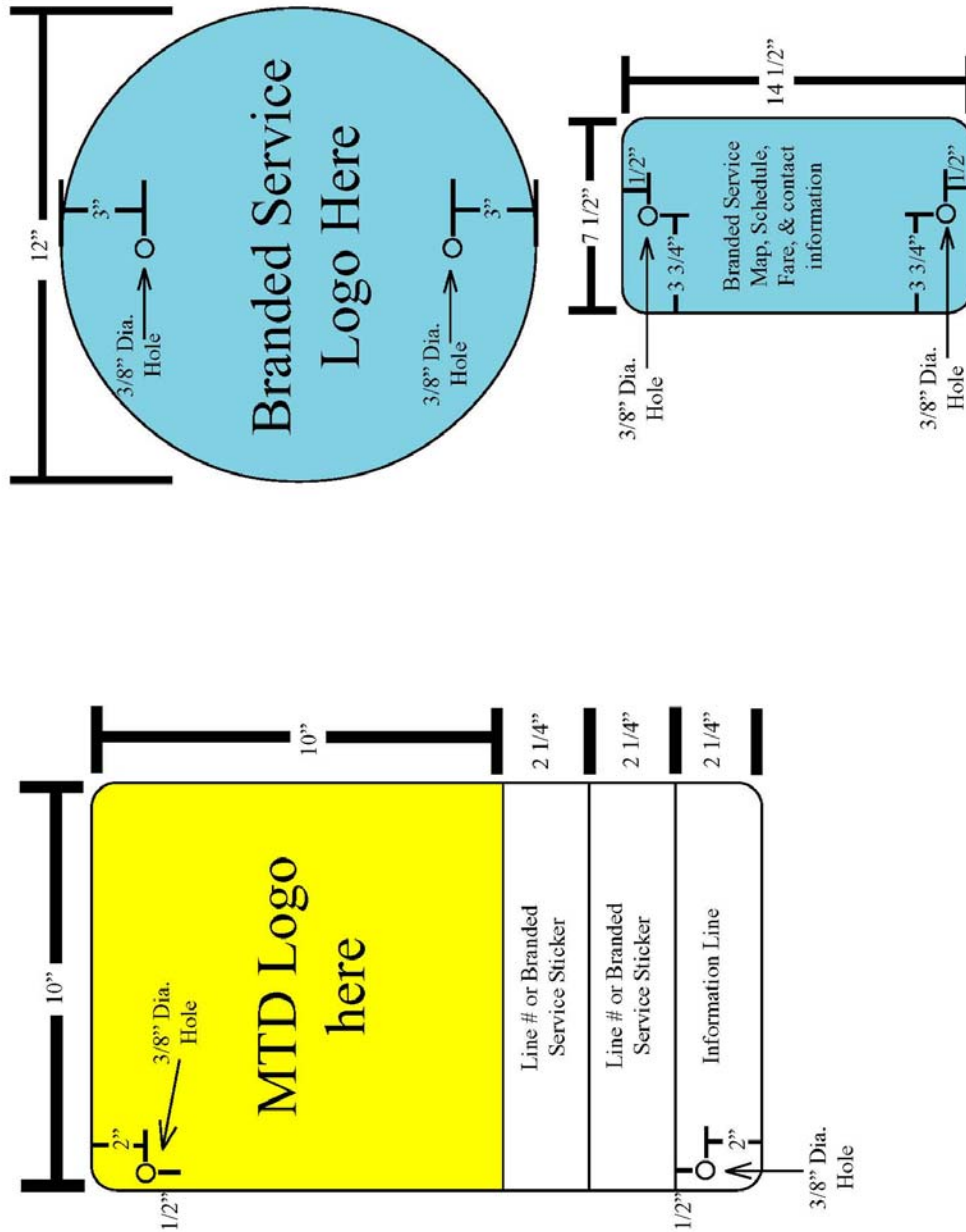 10”
2”
3/8” Dia.
Hole
1/2”
MTD Logo
here
10”
Line # or Branded
Service Sticker
2 1/4”
Line # or Branded
Service Sticker
2 1/4”
Information Line
2 1/4”
1/2”
2”
3/8” Dia.
Hole
12”
3”
3/8” Dia.
Hole
Branded Service
Logo Here
3/8” Dia.
Hole
3”
7 1/2”
1/2”
3/8” Dia.
Hole
3 3/4”
Branded Service
Map, Schedule,
Fare, & contact
information
14 1/2”
3 3/4”
3/8” Dia.
Hole
1/2”